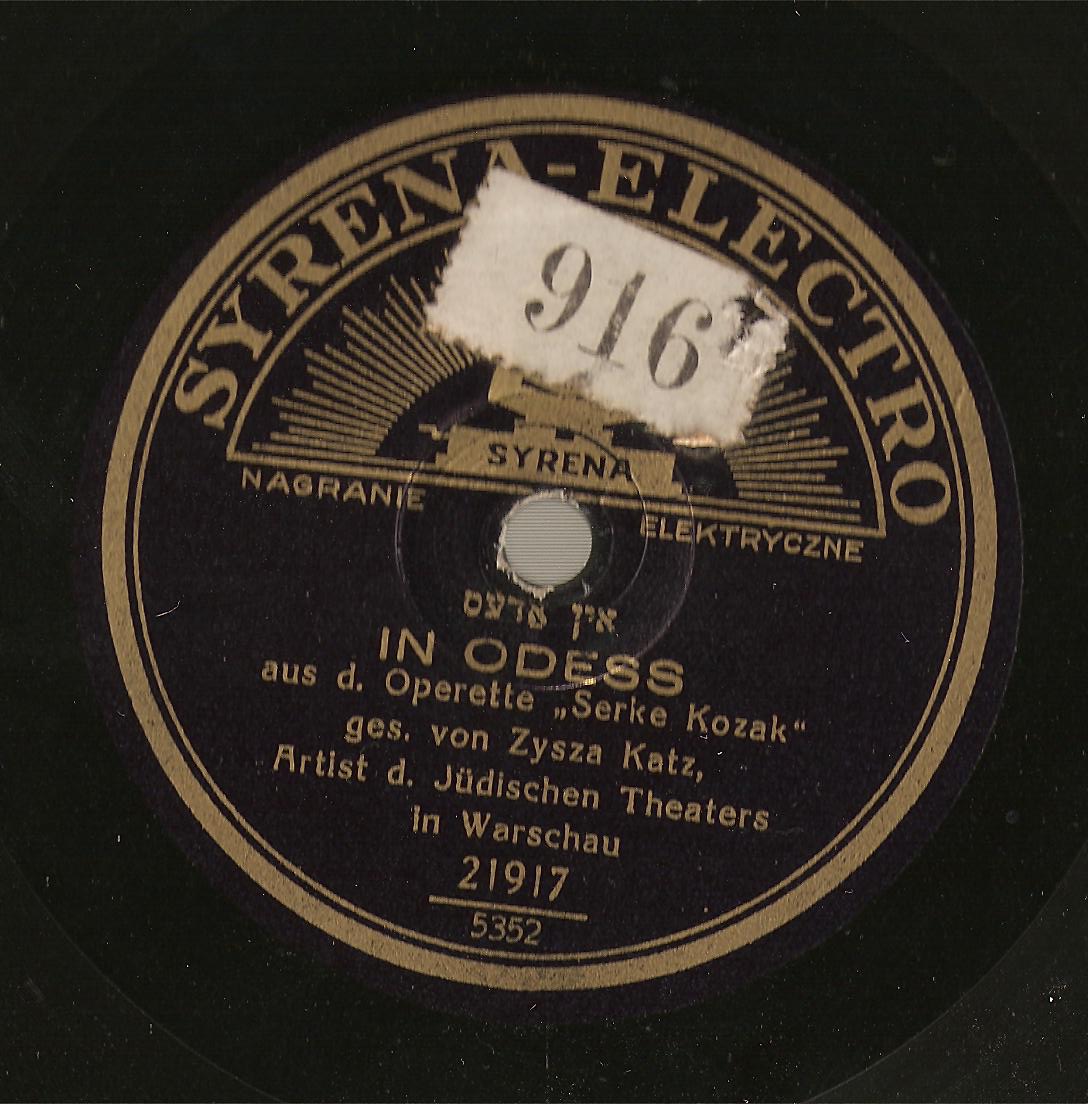 SYRENA-ELECTRO
916
SYRENA
NAGRANIE ELEKTRYCZNE
אין
IN ODESS
aus d. Operette „Serke Kozak“
ges. von Zysza Katz,
Artist d. Jüdischen Theaters
in Warschau
21917
5352